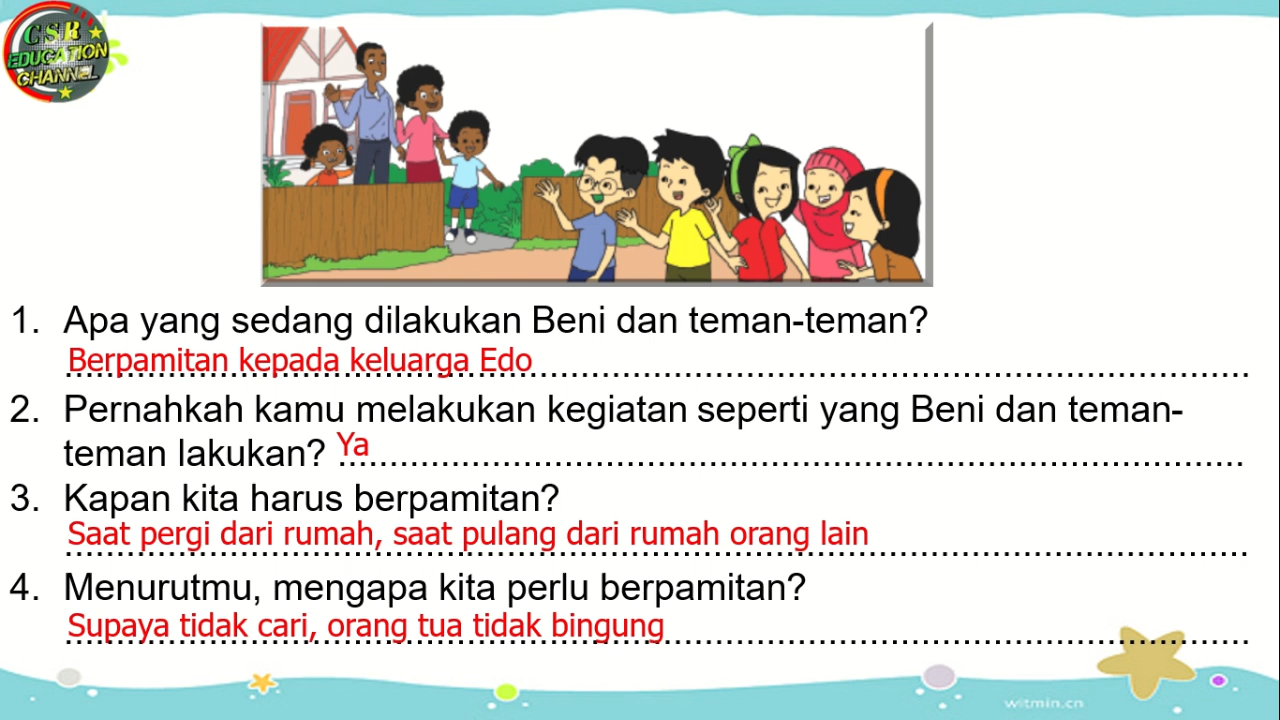 GSR
EDUCATION
CHANNEL
1. Apa yang sedang dilakukan Beni dan teman-teman?
Berpamitan kepada keluarga Edo
2. Pernahkah kamu melakukan kegiatan seperti yang Beni dan teman-
teman lakukan? Ya
3. Kapan kita harus berpamitan?
Saat pergi dari rumah, saat pulang dari rumah orang lain
4. Menurutmu, mengapa kita perlu berpamitan?
Supaya tidak cari, orang tua tidak bingung
witmin.cn